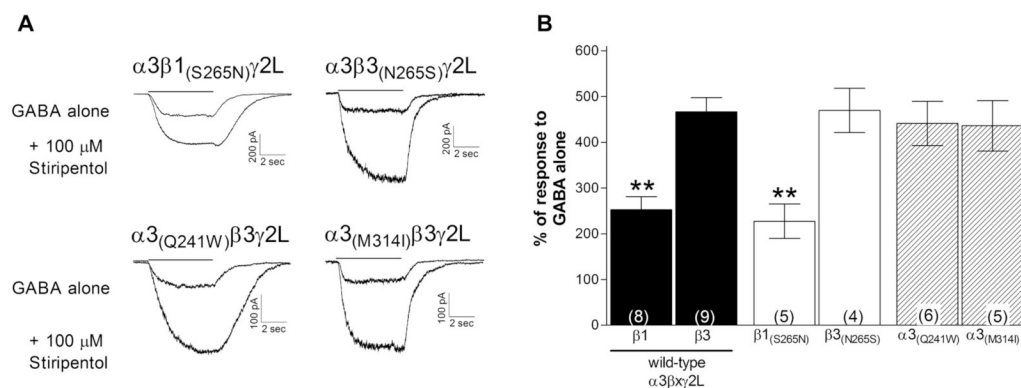 A
α3β1(S265N)γ2L
α3β3(N265S)γ2L
GABA alone
+ 100 μM
Stiripentol
200 pA
2 sec
200 pA
2 sec
α3(Q241W)β3γ2L
α3(M314I)β3γ2L
GABA alone
+ 100 μM
Stiripentol
100 pA
2 sec
100 pA
2 sec
B
% of response to
GABA alone
600
500
400
300
200
100
0
**
**
(8)
(9)
(5)
(4)
(6)
(5)
β1
β3
β1(S265N)
β3(N265S)
α3(Q241W)
α3(M314I)
wild-type
α3βxγ2L